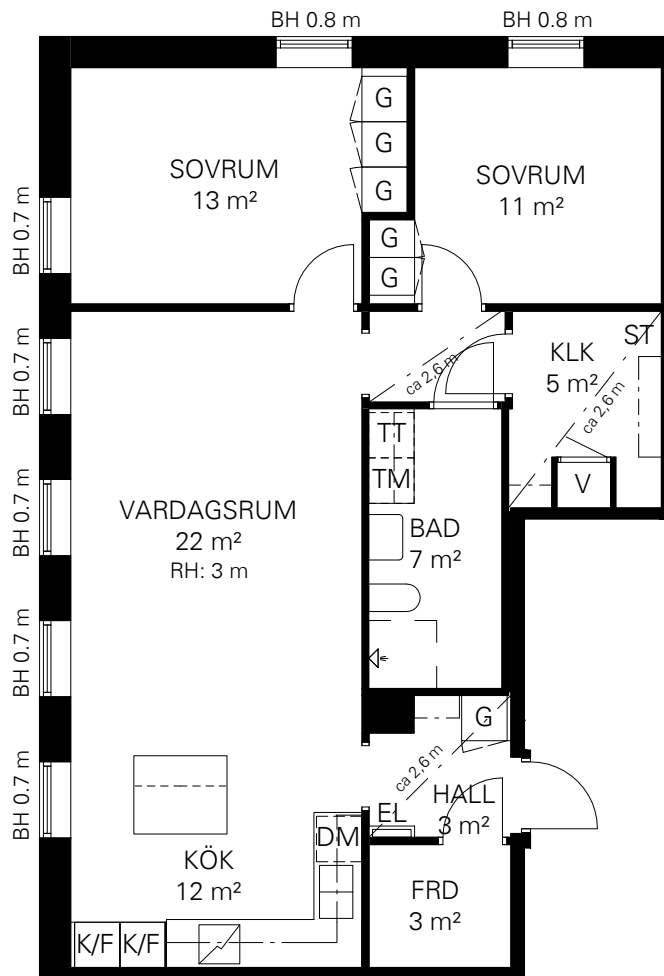 BH 0.8 m
BH 0.8 m
G
G
G
SOVRUM
13 m²
SOVRUM
11 m²
BH 0.7 m
G
G
BH 0.7 m
ca 2,6 m
KLK
5 m²
ST
ca 2,6 m
TT
TM
V
VARDAGSRUM
22 m²
RH: 3 m
BAD
7 m²
BH 0.7 m
BH 0.7 m
G
ca 2,6 m
BH 0.7 m
HALL
3 m²
EL
DM
KÖK
12 m²
FRD
3 m²
K/F
K/F